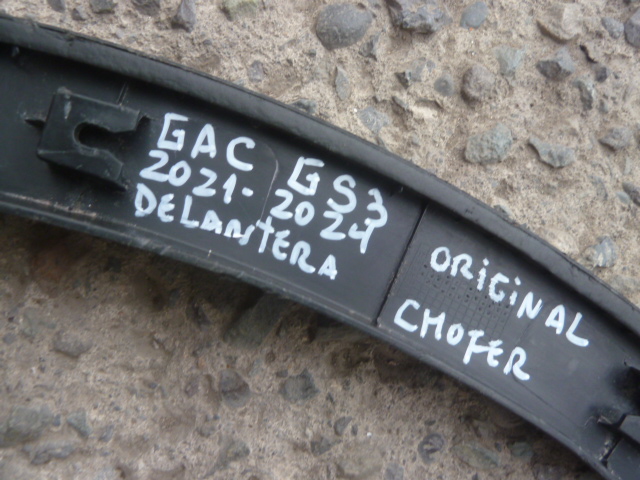 GAC GS3
2021-2024
DELANTERA
ORIGINAL
CHOFER